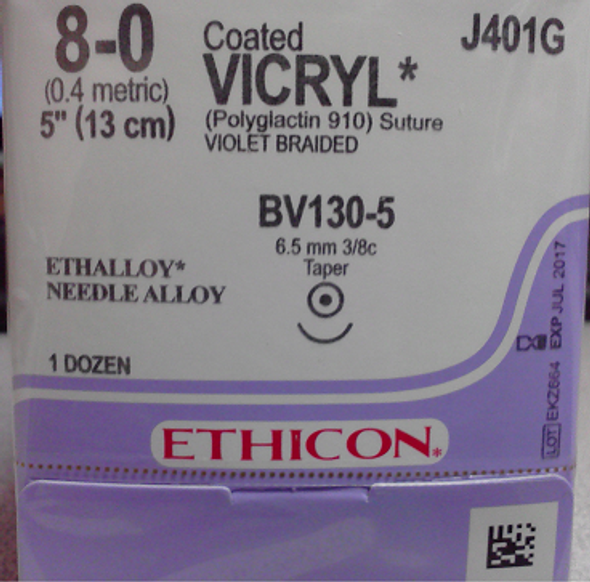 8-0
(0.4 metric)
5" (13 cm)
Coated
VICRYL*
(Polyglactin 910) Suture
VIOLET BRAIDED
J401G
BV130-5
6.5 mm 3/8c
Taper
ETHALLOY*
NEEDLE ALLOY
1 DOZEN
EXP JUL 2017
LOT EKZ664
ETHICON*